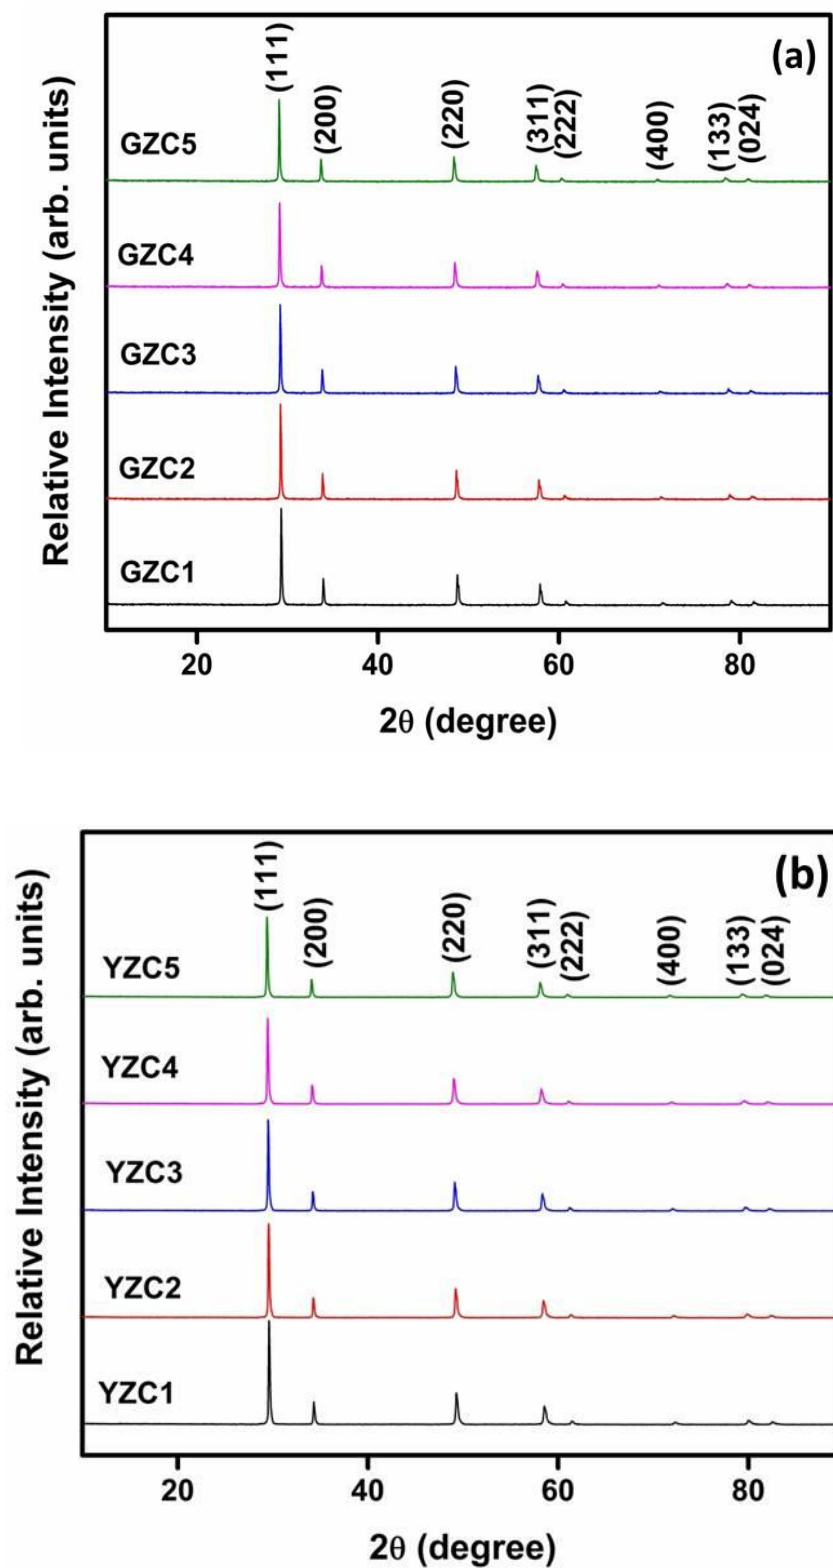 (a)
(111)
(200)
(220)
(311)
(222)
(400)
(133)
(024)
GZC5
GZC4
GZC3
GZC2
GZC1
Relative Intensity (arb. units)
20 40 60 80
2θ (degree)
(b)
(111)
(200)
(220)
(311)
(222)
(400)
(133)
(024)
YZC5
YZC4
YZC3
YZC2
YZC1
Relative Intensity (arb. units)
20 40 60 80
2θ (degree)